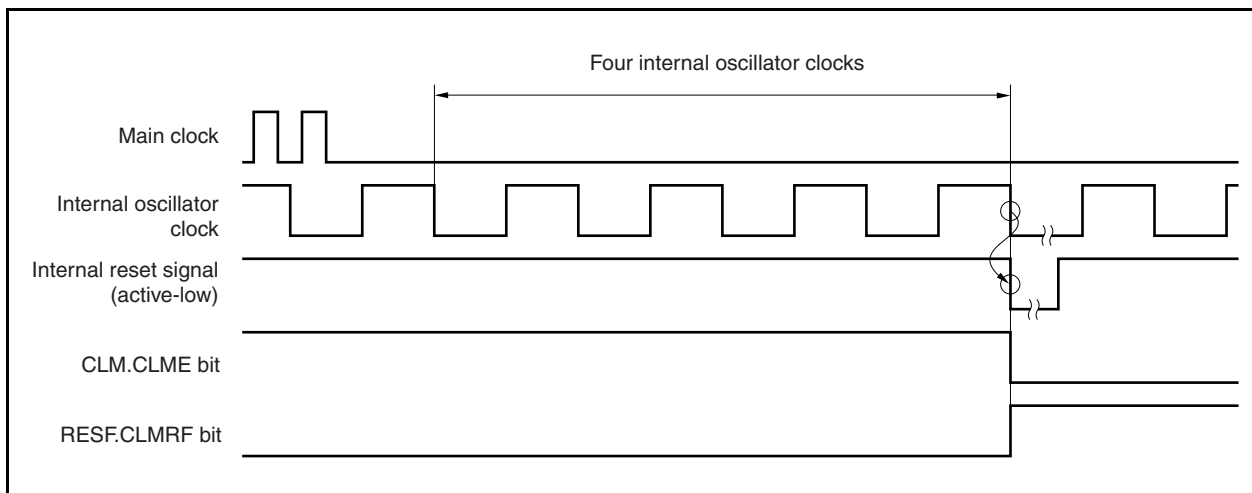 Four internal oscillator clocks
Main clock
Internal oscillator
clock
Internal reset signal
(active-low)
CLM.CLME bit
RESF.CLMRF bit